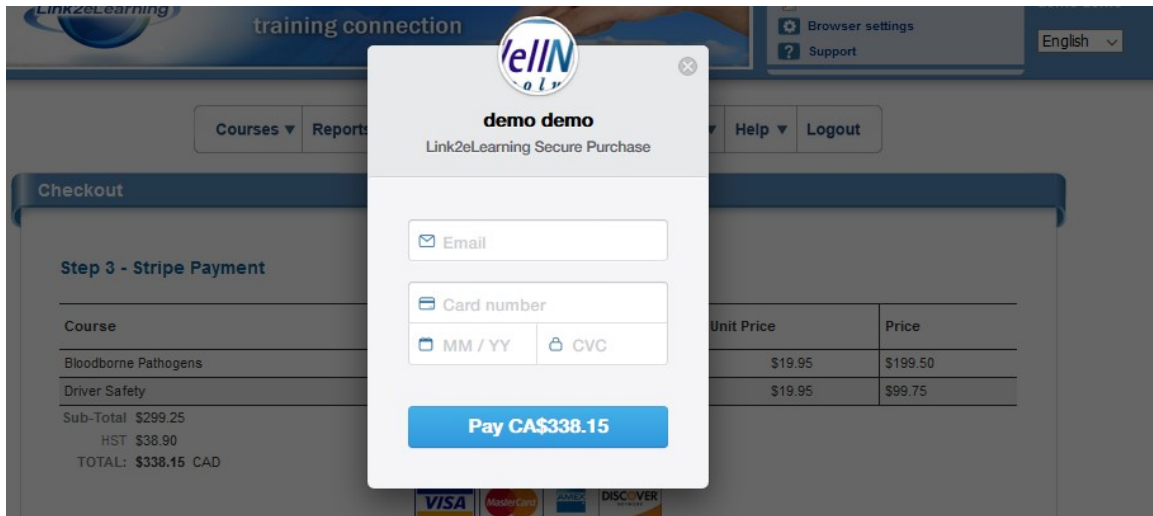 Link2eLearning
training connection
Browser settings
? Support
English
ellN
olu
Courses ▼ Reports ▼ Help ▼ Logout
demo demo
Link2eLearning Secure Purchase
Checkout
Email
Step 3 - Stripe Payment
Card number
MM / YY CVC
Course Unit Price Price
Bloodborne Pathogens $19.95 $199.50
Driver Safety $19.95 $99.75
Sub-Total $299.25
HST $38.90
TOTAL: $338.15 CAD
Pay CA$338.15
VISA MasterCard AMEX DISCOVER